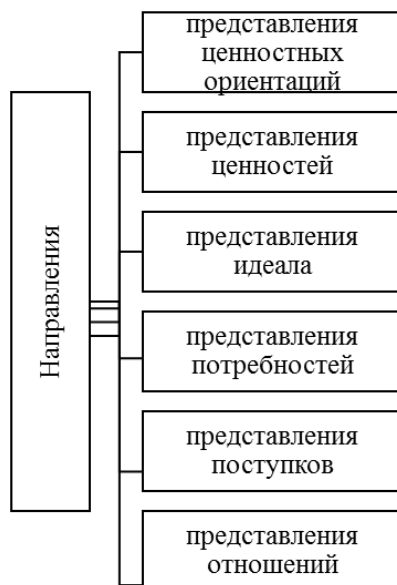 Направления
представления
ценностных
ориентаций
представления
ценностей
представления
идеала
представления
потребностей
представления
поступков
представления
отношений